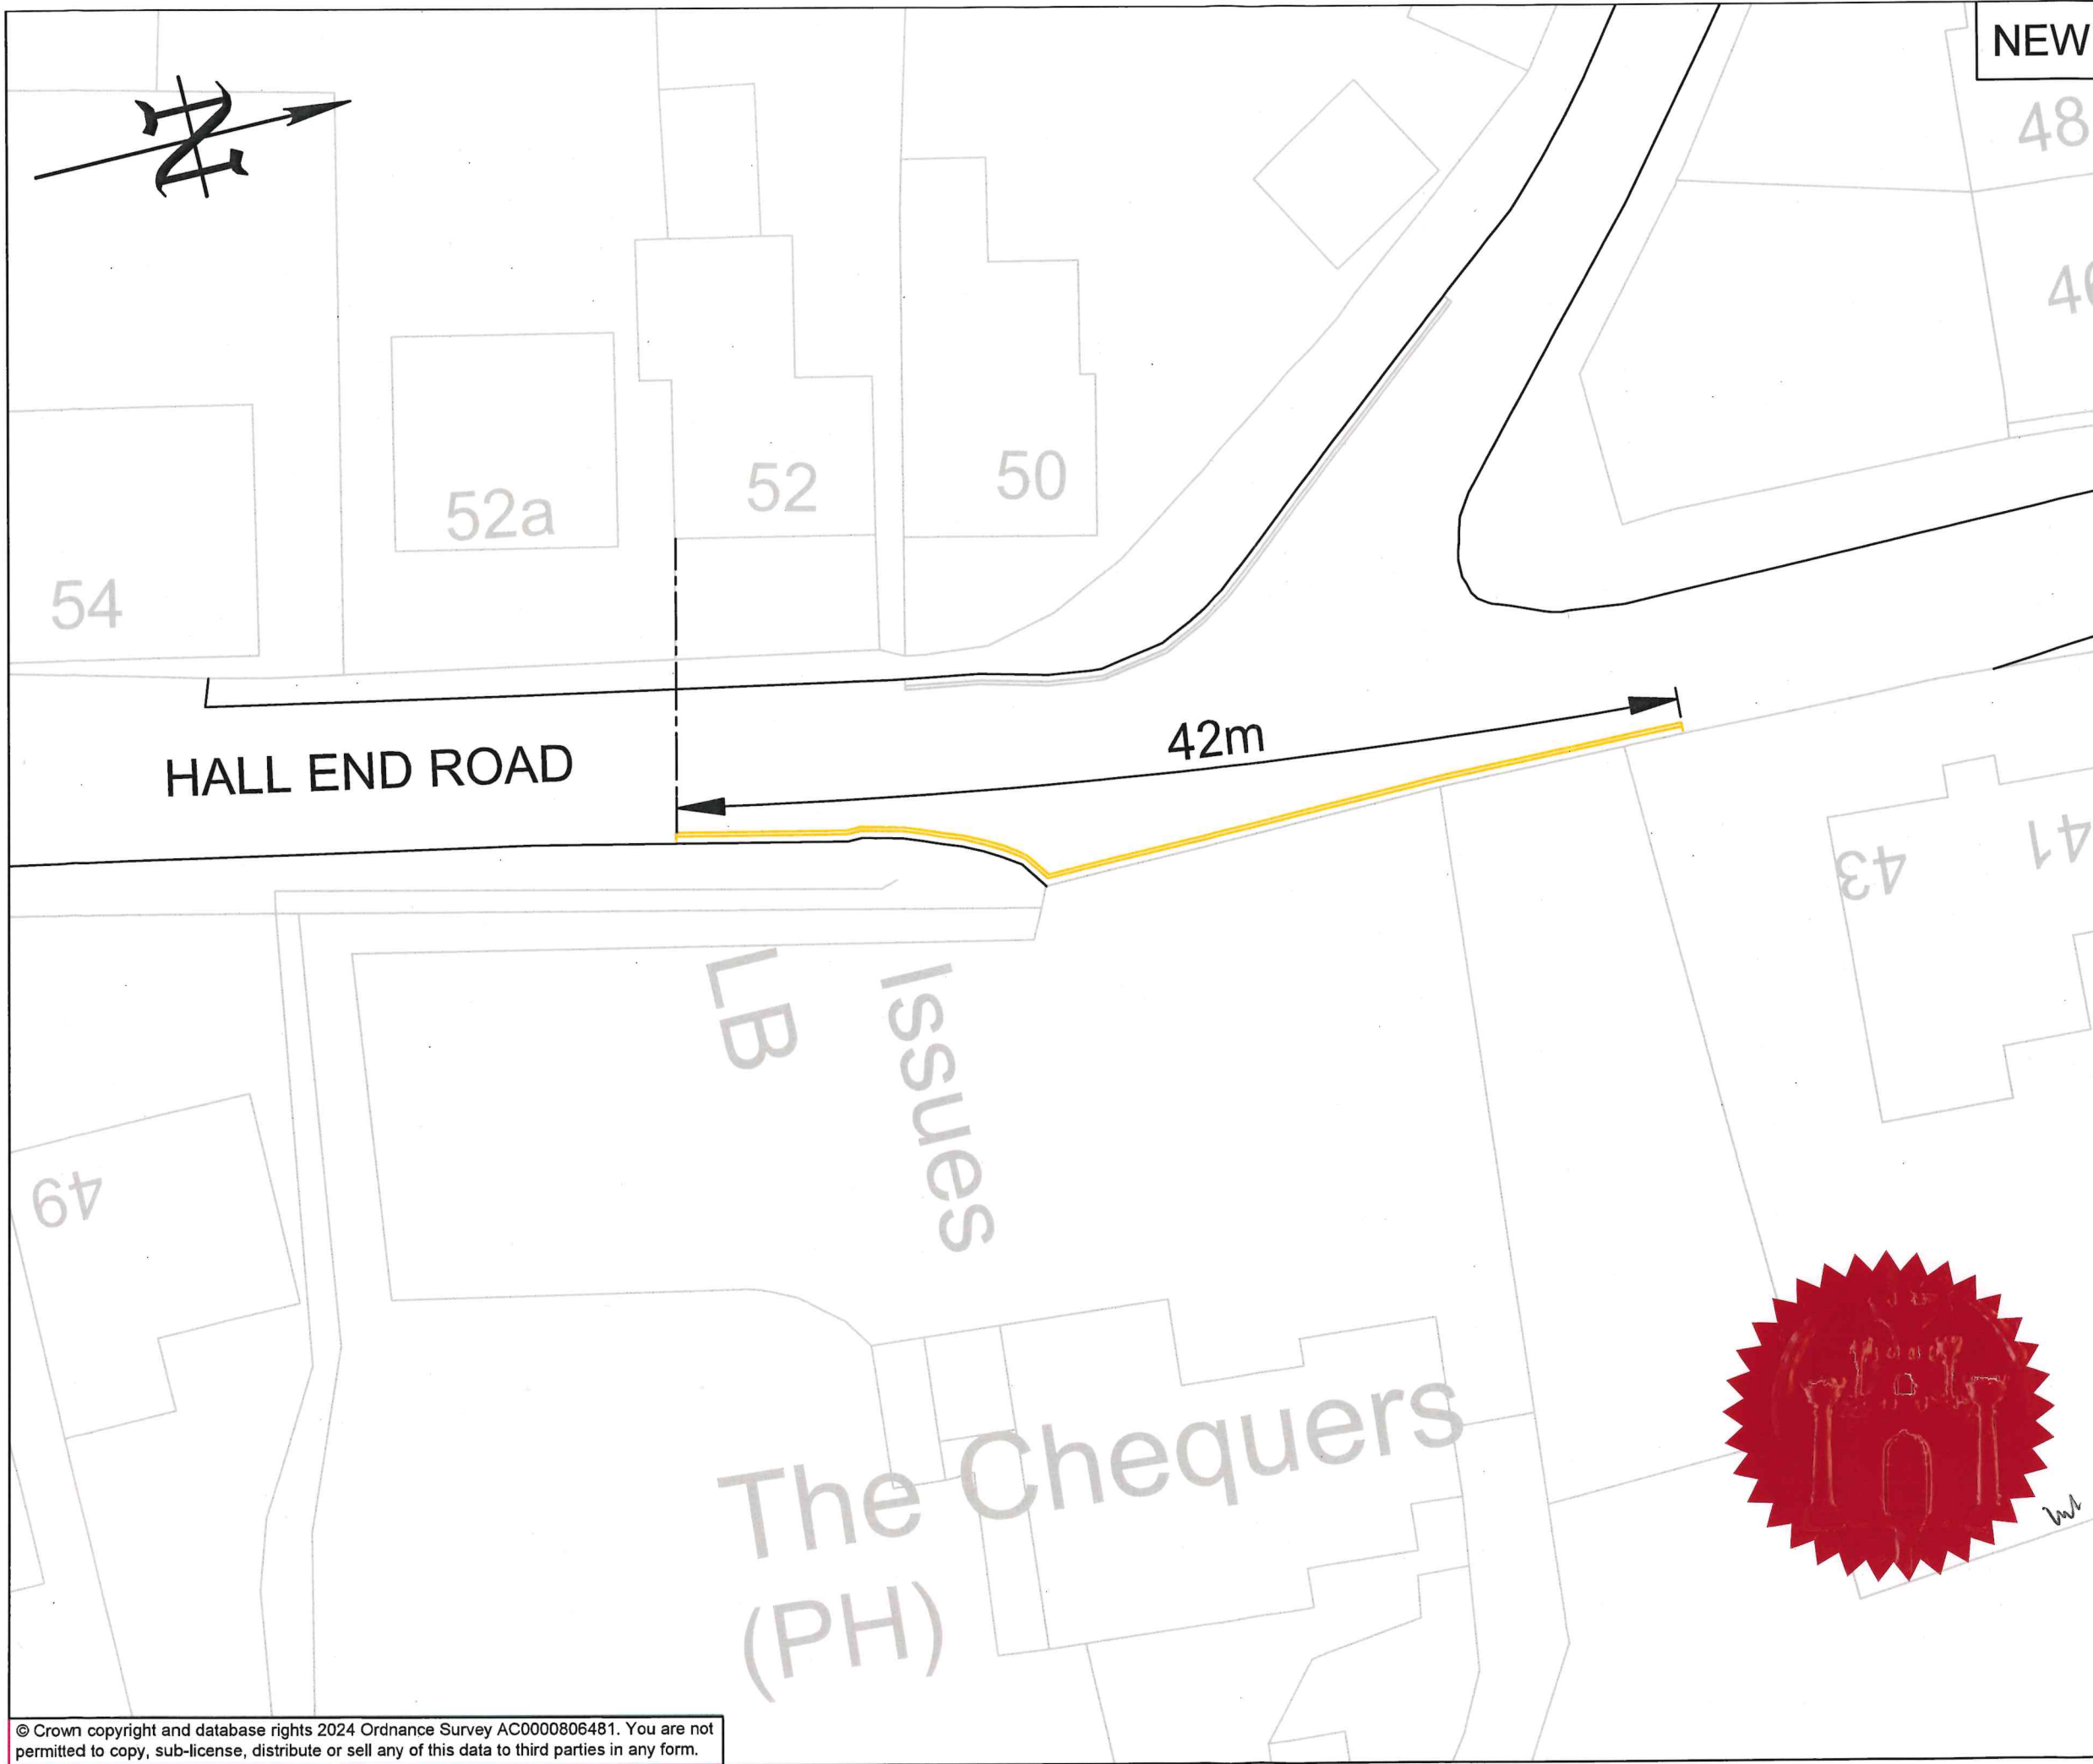 NEW
48
52a
52
50
54
HALL END ROAD
42m
43
41
LB
Issues
49
The Chequers
(PH)
© Crown copyright and database rights 2024 Ordnance Survey AC0000806481. You are not
permitted to copy, sub-license, distribute or sell any of this data to third parties in any form.